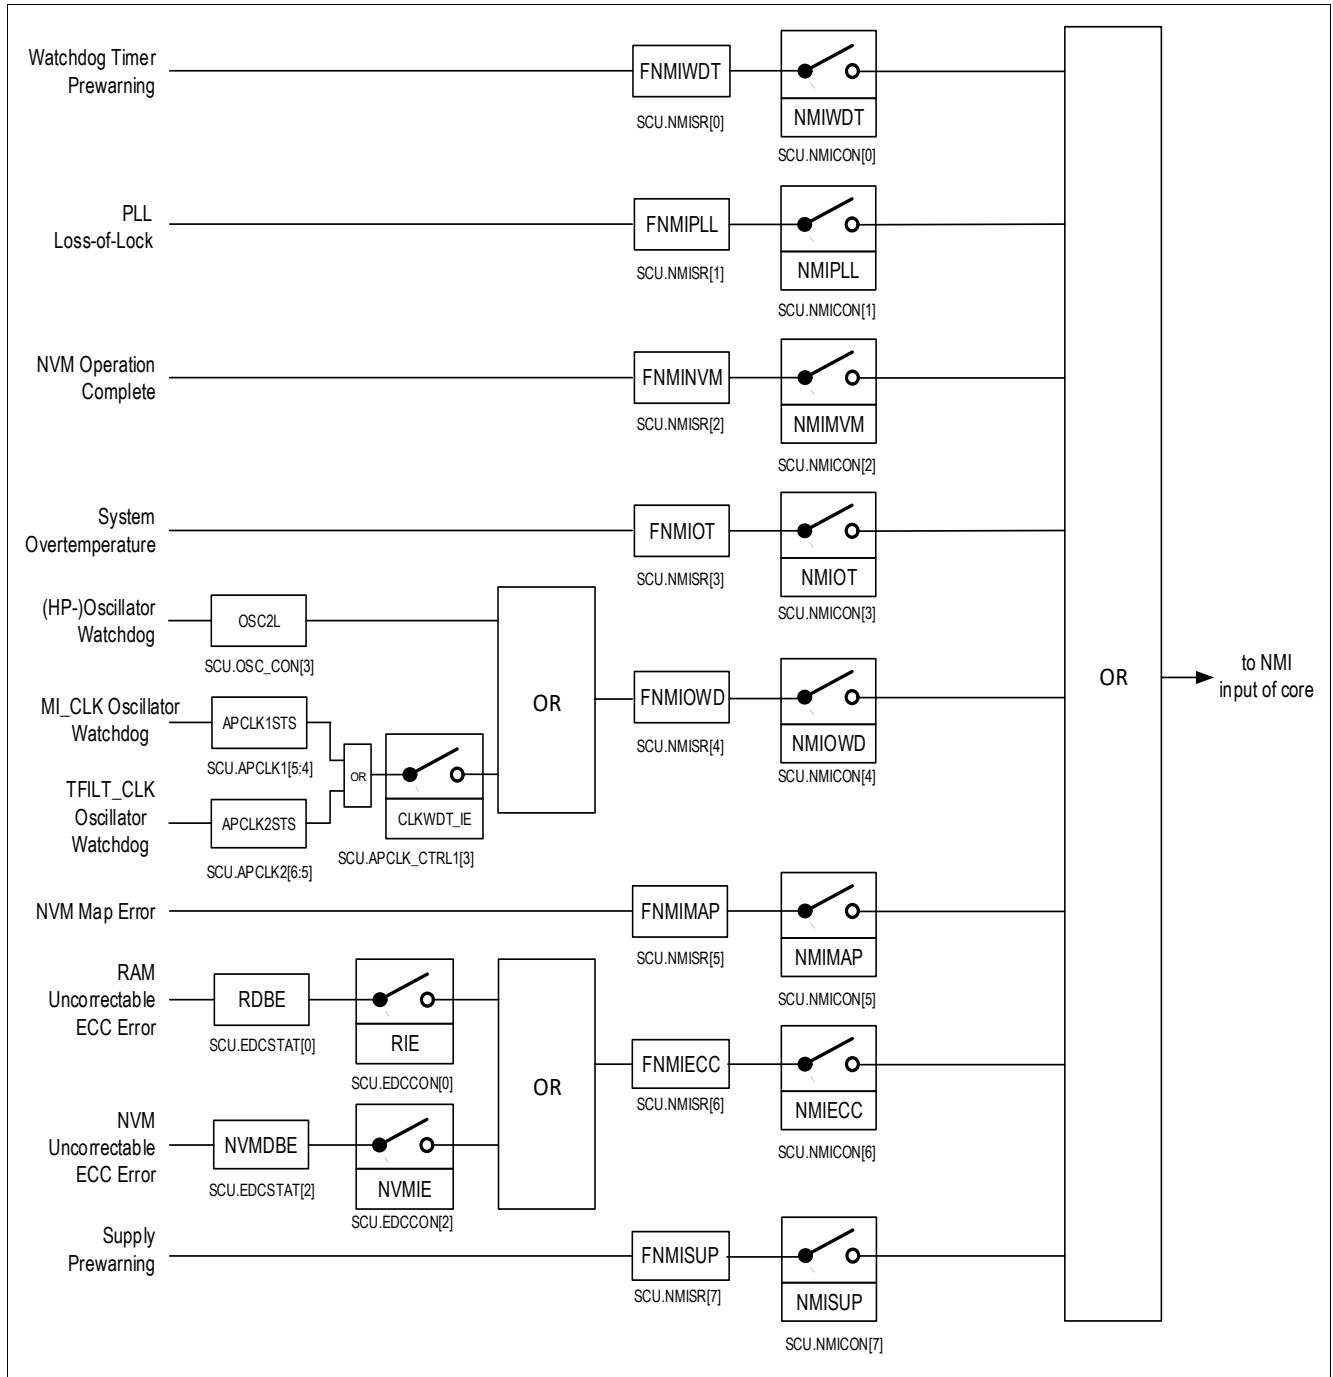 Watchdog Timer
Prewarning
FNMIWDT
SCU.NMISR[0]
NMIWDT
SCU.NMICON[0]
PLL
Loss-of-Lock
FNMIPLL
SCU.NMISR[1]
NMIPLL
SCU.NMICON[1]
NVM Operation
Complete
FNMINVM
SCU.NMISR[2]
NMIMVM
SCU.NMICON[2]
System
Overtemperature
FNMIOT
SCU.NMISR[3]
NMIOT
SCU.NMICON[3]
(HP-)Oscillator
Watchdog
OSC2L
SCU.OSC_CON[3]
MI_CLK Oscillator
Watchdog
APCLK1STS
SCU.APCLK1[5:4]
TFILT_CLK
Oscillator
Watchdog
APCLK2STS
SCU.APCLK2[6:5]
OR
CLKWDT_IE
SCU.APCLK_CTRL1[3]
OR
FNMIOWD
SCU.NMISR[4]
NMIOWD
SCU.NMICON[4]
OR
to NMI
input of core
NVM Map Error
FNMIMAP
SCU.NMISR[5]
NMIMAP
SCU.NMICON[5]
RAM
Uncorrectable
ECC Error
RDBE
SCU.EDCSTAT[0]
RIE
SCU.EDCCON[0]
NVM
Uncorrectable
ECC Error
NVMDBE
SCU.EDCSTAT[2]
NVMIE
SCU.EDCCON[2]
OR
FNMIECC
SCU.NMISR[6]
NMIECC
SCU.NMICON[6]
Supply
Prewarning
FNMISUP
SCU.NMISR[7]
NMISUP
SCU.NMICON[7]